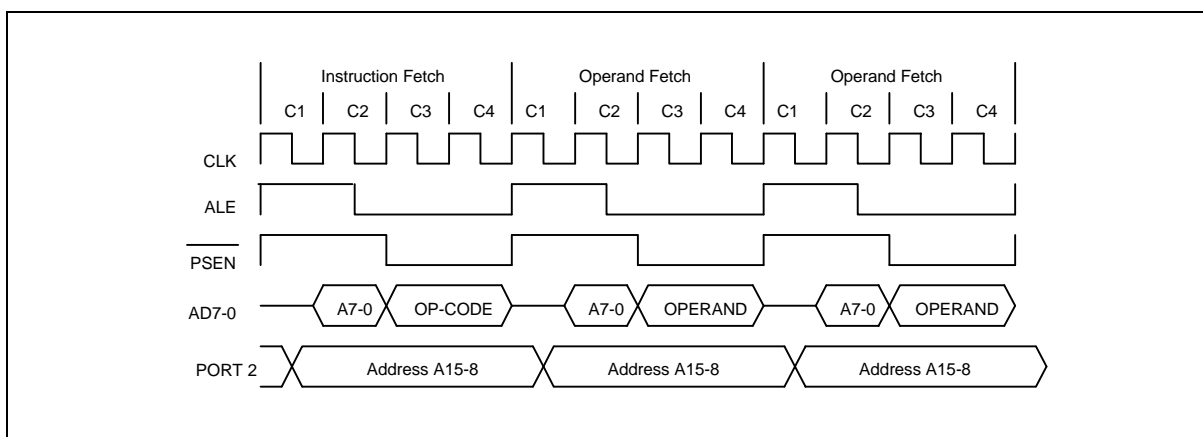 Instruction Fetch Operand Fetch Operand Fetch
C1 C2 C3 C4 C1 C2 C3 C4 C1 C2 C3 C4
CLK
ALE
PSEN
AD7-0 A7-0 OP-CODE A7-0 OPERAND A7-0 OPERAND
PORT 2 Address A15-8 Address A15-8 Address A15-8